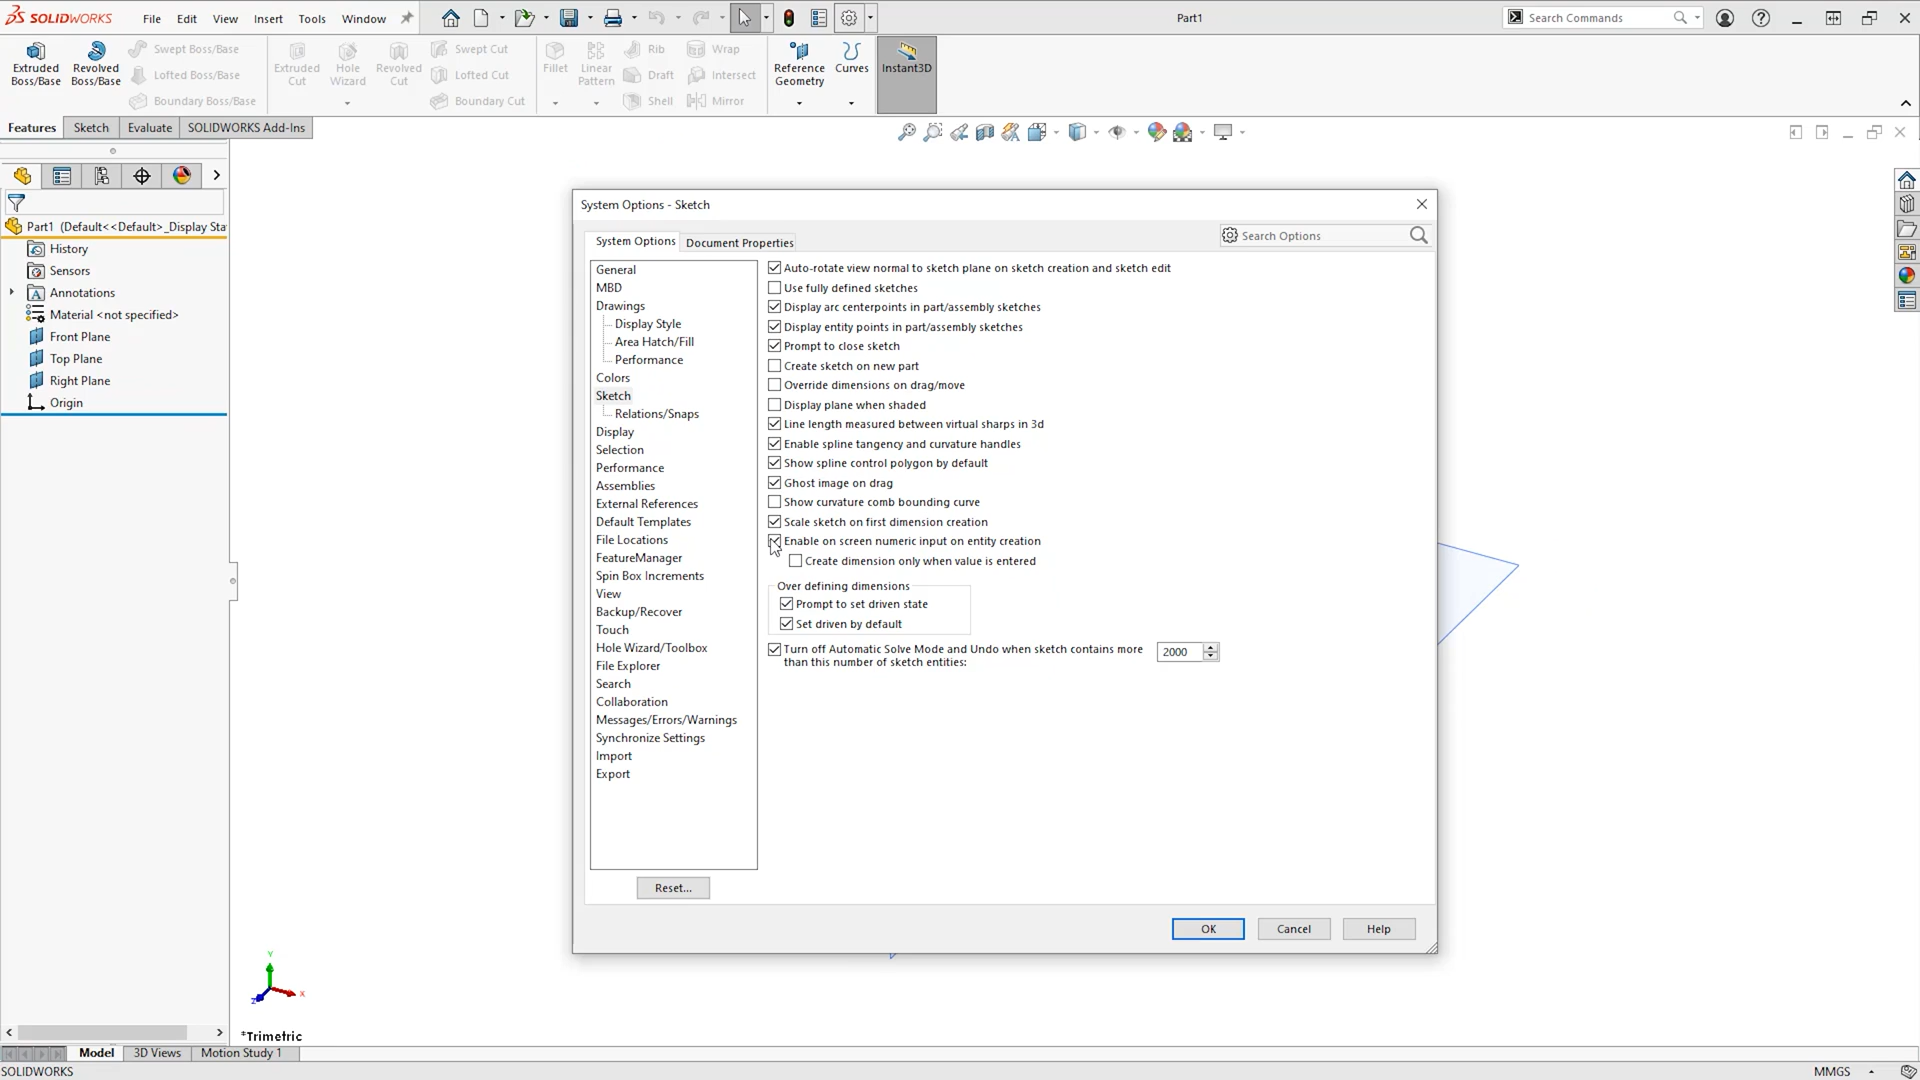 SOLIDWORKS File Edit View Insert Tools Window Part1 Search Commands
Extruded Boss/Base
Revolved Boss/Base
Swept Boss/Base
Lofted Boss/Base
Boundary Boss/Base
Extruded Cut
Hole Wizard
Revolved Cut
Swept Cut
Lofted Cut
Boundary Cut
Fillet
Linear Pattern
Rib
Draft
Shell
Wrap
Intersect
Mirror
Reference Geometry
Curves
Instant3D
Features Sketch Evaluate SOLIDWORKS Add-Ins
Part1 (Default<<Default>_Display Sta
History
Sensors
Annotations
Material <not specified>
Front Plane
Top Plane
Right Plane
Origin
System Options - Sketch
System Options Document Properties Search Options
General
MBD
Drawings
Display Style
Area Hatch/Fill
Performance
Colors
Sketch
Relations/Snaps
Display
Selection
Performance
Assemblies
External References
Default Templates
File Locations
FeatureManager
Spin Box Increments
View
Backup/Recover
Touch
Hole Wizard/Toolbox
File Explorer
Search
Collaboration
Messages/Errors/Warnings
Synchronize Settings
Import
Export
Reset...
Auto-rotate view normal to sketch plane on sketch creation and sketch edit
Use fully defined sketches
Display arc centerpoints in part/assembly sketches
Display entity points in part/assembly sketches
Prompt to close sketch
Create sketch on new part
Override dimensions on drag/move
Display plane when shaded
Line length measured between virtual sharps in 3d
Enable spline tangency and curvature handles
Show spline control polygon by default
Ghost image on drag
Show curvature comb bounding curve
Scale sketch on first dimension creation
Enable on screen numeric input on entity creation
Create dimension only when value is entered
Over defining dimensions
Prompt to set driven state
Set driven by default
Turn off Automatic Solve Mode and Undo when sketch contains more 2000
than this number of sketch entities:
OK Cancel Help
Y
X
Z
*Trimetric
Model 3D Views Motion Study 1
SOLIDWORKS MMGS